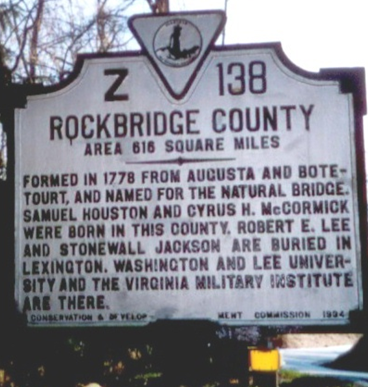 Z 138
ROCKBRIDGE COUNTY
AREA 616 SQUARE MILES
FORMED IN 1778 FROM AUGUSTA AND BOTE-
TOURT, AND NAMED FOR THE NATURAL BRIDGE.
SAMUEL HOUSTON AND CYRUS H. McCORMICK
WERE BORN IN THIS COUNTY. ROBERT E. LEE
AND STONEWALL JACKSON ARE BURIED IN
LEXINGTON. WASHINGTON AND LEE UNIVER-
SITY AND THE VIRGINIA MILITARY INSTITUTE
ARE THERE.
CONSERVATION & DEVELOP- MENT COMMISSION 1994